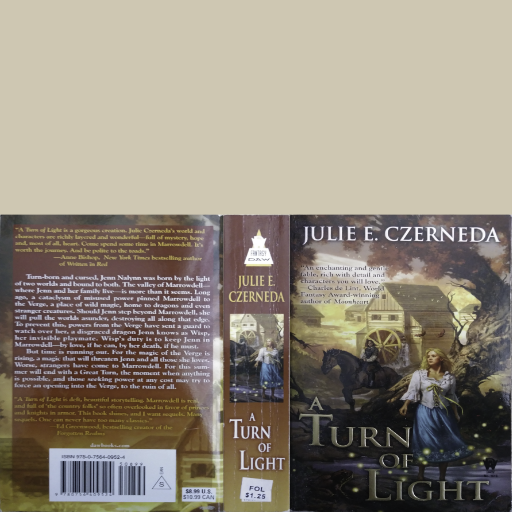 "A Turn of Light is a gorgeous creation. Julie Czerneda's world and
characters are richly layered and wonderful—full of mystery, hope
and, most of all, heart. Come spend some time in Marrowdell. It's
worth the journey. And be polite to the toads."
—Anne Bishop, New York Times bestselling author
of Written in Red
Turn-born and cursed, Jenn Nalynn was born by the light
of two worlds and bound to both. The valley of Marrowdell—
where Jenn and her family live—is more than it seems. Long
ago, a cataclysm of misused power pinned Marrowdell to
the Verge, a place of wild magic, home to dragons and even
stranger creatures. Should Jenn step beyond Marrowdell, she
will pull the worlds asunder, destroying all along that edge.
To prevent this, powers from the Verge have sent a guard to
watch over her, a disgraced dragon Jenn knows as Wisp,
her invisible playmate. Wisp's duty is to keep Jenn in
Marrowdell—by love, if he can, by her death, if he must.
But time is running out. For the magic of the Verge is
rising, a magic that will threaten Jenn and all those she loves.
Worse, strangers have come to Marrowdell. For this sum-
mer will end with a Great Turn, the moment when anything
is possible, and those seeking power at any cost may try to
force an opening into the Verge, to the ruin of all.
"A Turn of Light is deft, beautiful storytelling. Marrowdell is real,
and full of 'the country folks' so often overlooked in favor of princes
and knights in armor. This book shines, and I want sequels. More
sequels. One can never have too many classics."
—Ed Greenwood, bestselling creator of the
Forgotten Realms
dawbooks.com
ISBN 978-0-7564-0952-4
50899
S
$8.99 U.S.
$10.99 CAN
FANTASY
DAW
JULIE E.
CZERNEDA
A
TURN
OF
LIGHT
FOL
$1.25
JULIE E. CZERNEDA
"An enchanting and gentle
fable, rich with detail and
characters you will love."
—Charles de Lint, World
Fantasy Award-winning
author of Moonheart
A
TURN
OF
LIGHT